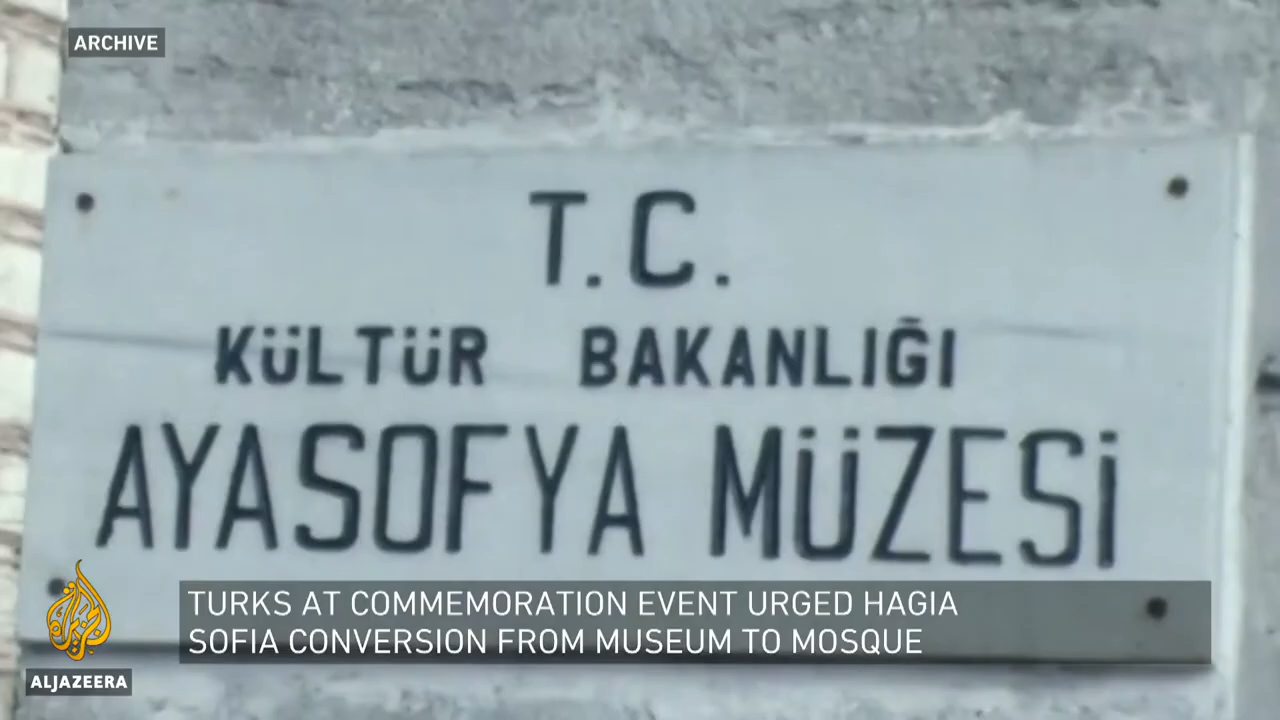 ARCHIVE
T.C.
KÜLTÜR BAKANLIĞI
AYASOFYA MÜZESİ
TURKS AT COMMEMORATION EVENT URGED HAGIA
SOFIA CONVERSION FROM MUSEUM TO MOSQUE
ALJAZEERA